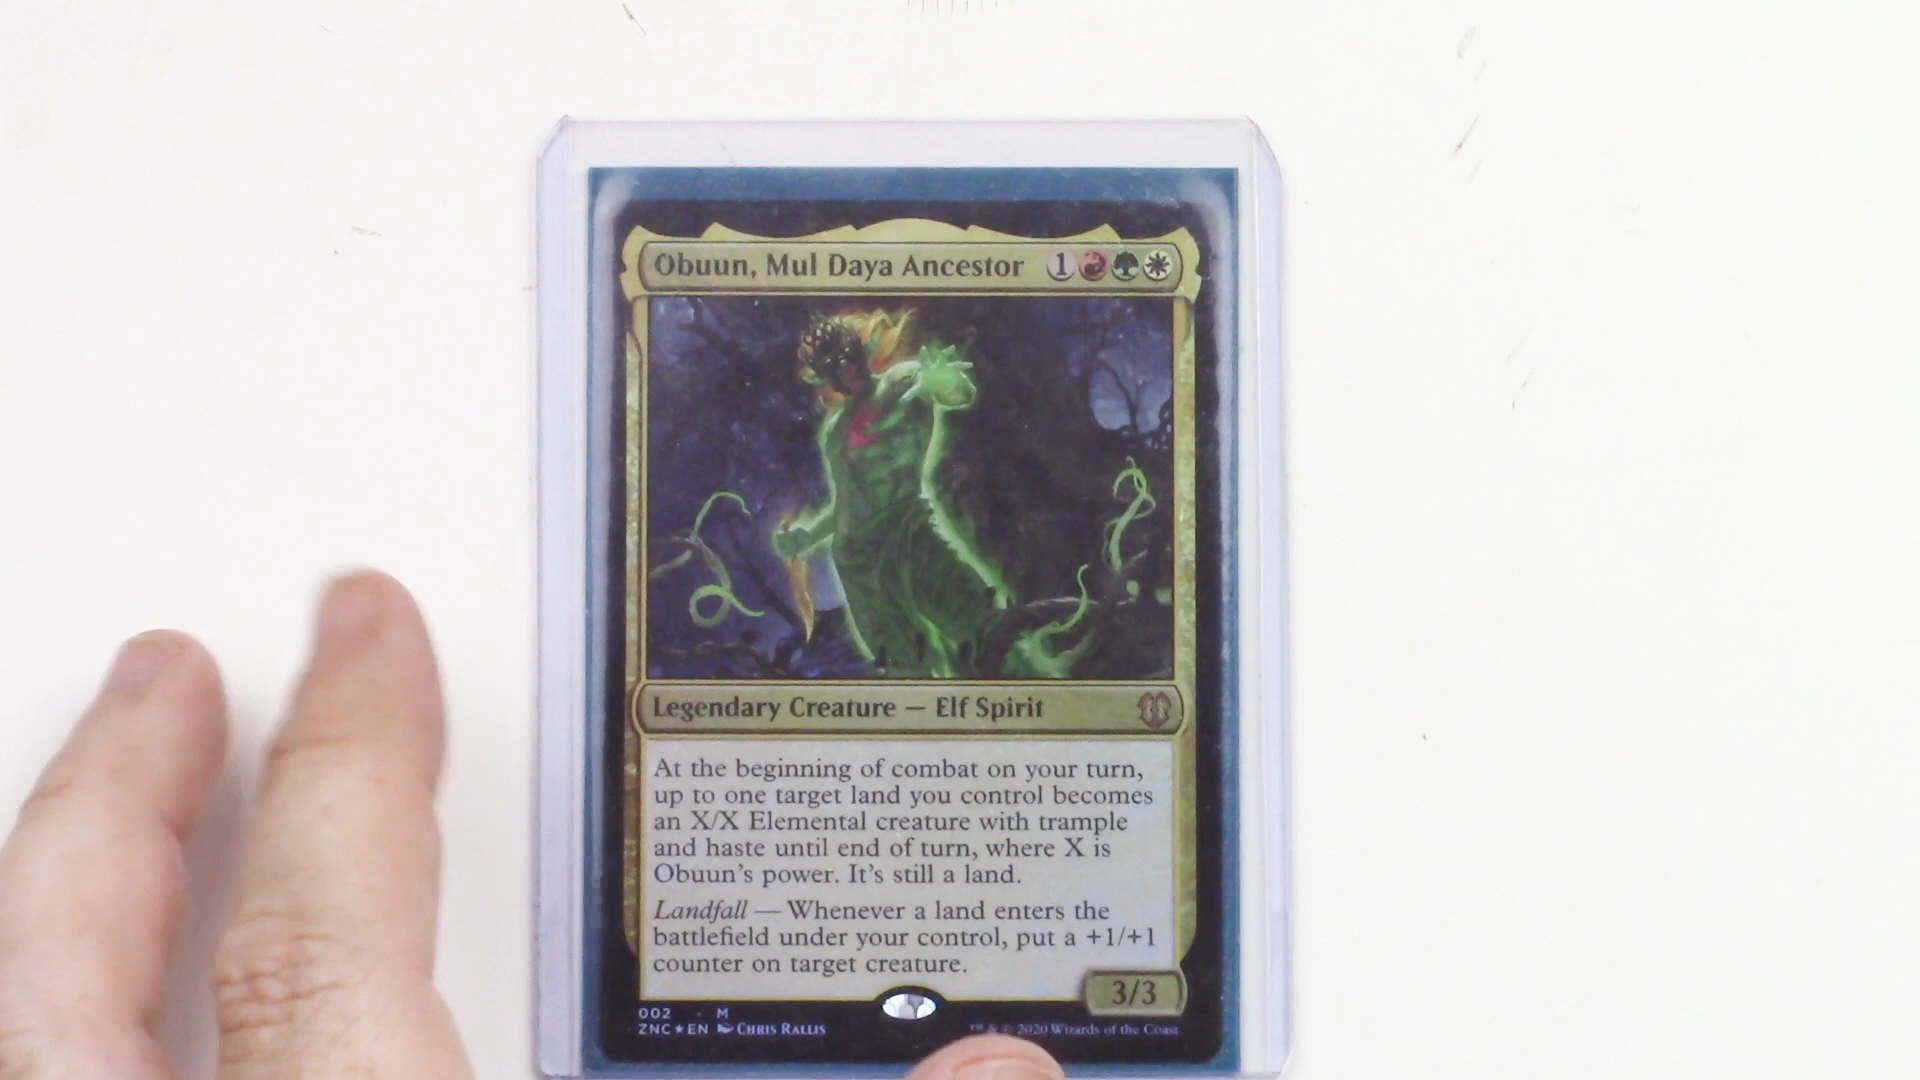 Obuun, Mul Daya Ancestor 1
Legendary Creature — Elf Spirit
At the beginning of combat on your turn,
up to one target land you control becomes
an X/X Elemental creature with trample
and haste until end of turn, where X is
Obuun's power. It's still a land.
Landfall — Whenever a land enters the
battlefield under your control, put a +1/+1
counter on target creature.
3/3
002 · M
ZNC★EN Chris Rallis
™ & © 2020 Wizards of the Coast